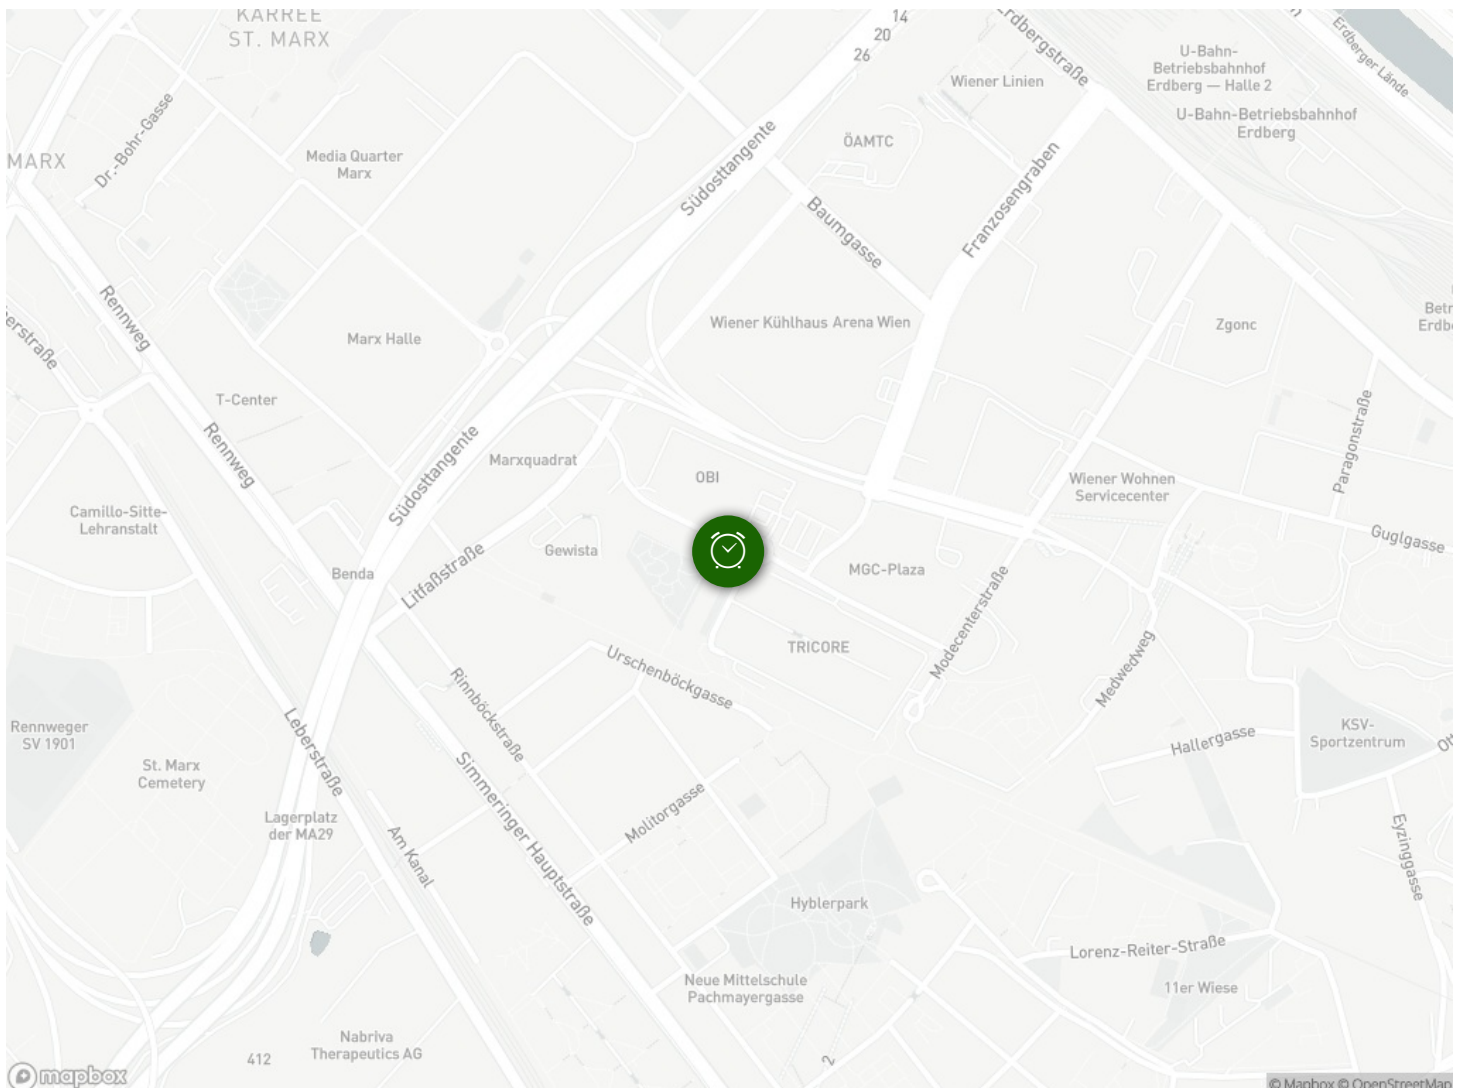 KARREE
ST. MARX
14
20
26
Erdbergstraße
Wiener Linien
U-Bahn-
Betriebsbahnhof
Erdberg — Halle 2
Erdberger Lände
U-Bahn-Betriebsbahnhof
Erdberg
Dr.-Bohr-Gasse
MARX
Media Quarter
Marx
Südosttangente
ÖAMTC
Baumgasse
Franzosengraben
Rennweg
Marx Halle
Wiener Kühlhaus
Arena Wien
Zgonc
Betr
Erdb
erstraße
T-Center
Rennweg
Südosttangente
Marxquadrat
OBI
Paragonstraße
Wiener Wohnen
Servicecenter
Camillo-Sitte-
Lehranstalt
Guglgasse
Gewista
Benda
Litfaßstraße
MGC-Plaza
Modecenterstraße
TRICORE
Urschenböckgasse
Medwedweg
Rinnböckstraße
Rennweger
SV 1901
Leberstraße
St. Marx
Cemetery
Hallergasse
KSV-
Sportzentrum
Ot
Simmeringer Hauptstraße
Molitorgasse
Lagerplatz
der MA29
Am Kanal
Eyzinggasse
Hyblerpark
Lorenz-Reiter-Straße
Neue Mittelschule
Pachmayergasse
11er Wiese
Nabriva
Therapeutics AG
412
2
mapbox
© Mapbox © OpenStreetMap